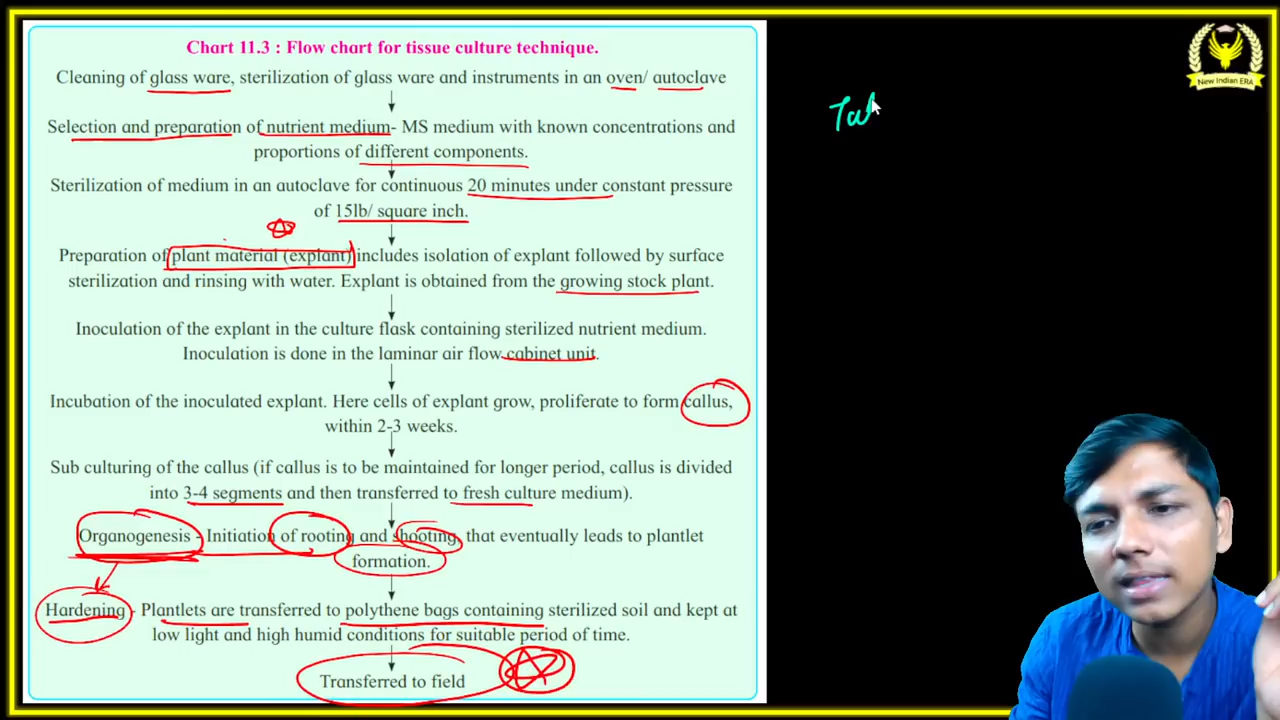 Chart 11.3 : Flow chart for tissue culture technique.
Cleaning of glass ware, sterilization of glass ware and instruments in an oven/ autoclave
Selection and preparation of nutrient medium- MS medium with known concentrations and
proportions of different components.
Sterilization of medium in an autoclave for continuous 20 minutes under constant pressure
of 15lb/ square inch.
Preparation of plant material (explant) includes isolation of explant followed by surface
sterilization and rinsing with water. Explant is obtained from the growing stock plant.
Inoculation of the explant in the culture flask containing sterilized nutrient medium.
Inoculation is done in the laminar air flow cabinet unit.
Incubation of the inoculated explant. Here cells of explant grow, proliferate to form callus,
within 2-3 weeks.
Sub culturing of the callus (if callus is to be maintained for longer period, callus is divided
into 3-4 segments and then transferred to fresh culture medium).
Organogenesis - Initiation of rooting and shooting, that eventually leads to plantlet
formation.
Hardening - Plantlets are transferred to polythene bags containing sterilized soil and kept at
low light and high humid conditions for suitable period of time.
Transferred to field
New Indian ERA